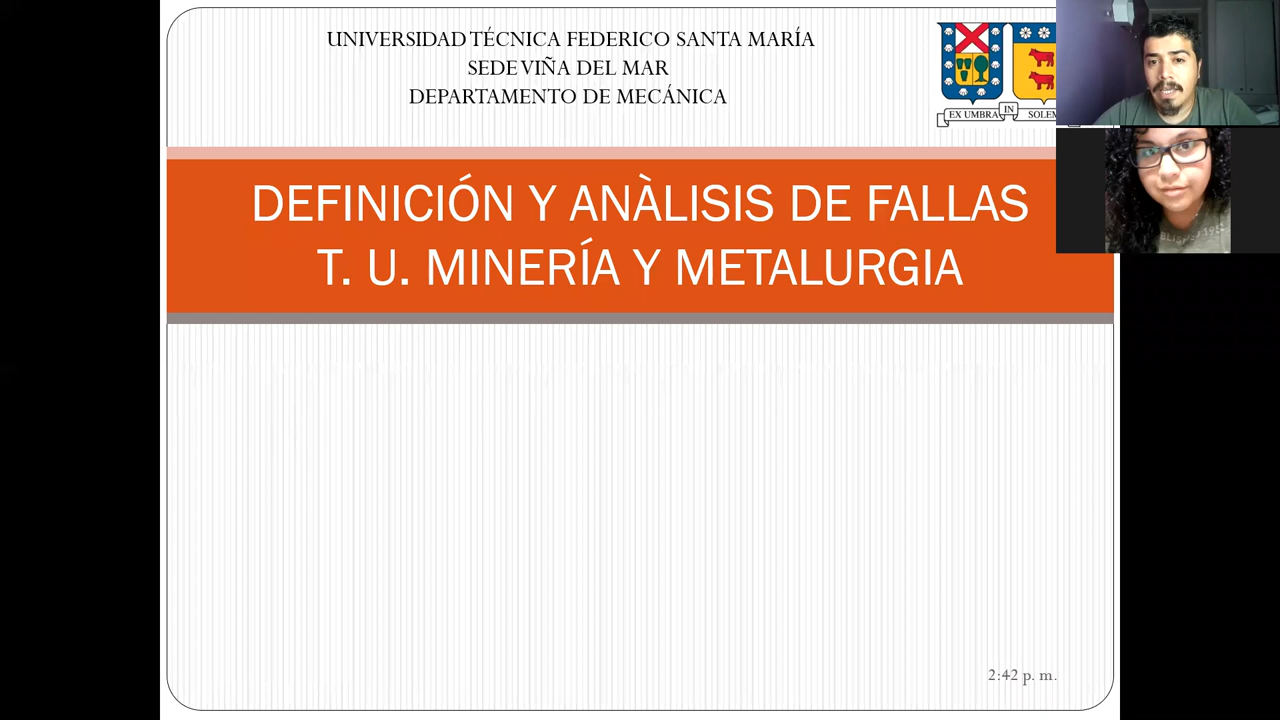 UNIVERSIDAD TÉCNICA FEDERICO SANTA MARÍA
SEDE VIÑA DEL MAR
DEPARTAMENTO DE MECÁNICA
EX UMBRA IN
DEFINICIÓN Y ANÀLISIS DE FALLAS
T. U. MINERÍA Y METALURGIA
2:42 p. m.